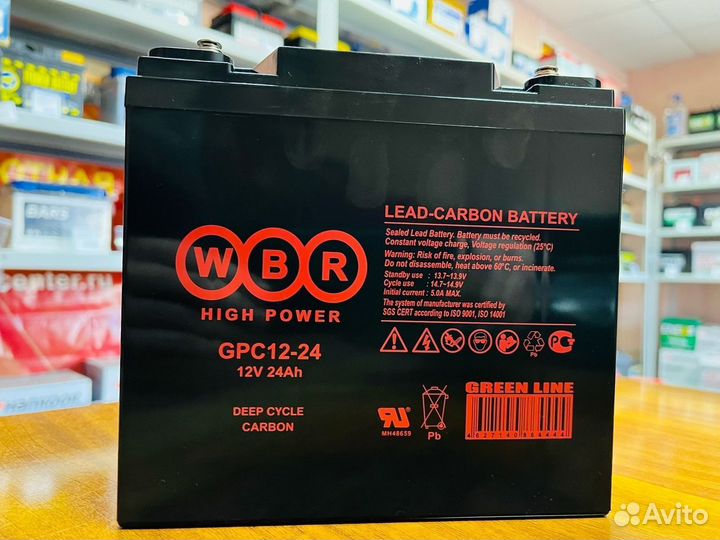 LEAD-CARBON BATTERY
Sealed Lead Battery. Battery must be recycled.
Constant voltage charge, Voltage regulation (25°C)
Warning: Risk of fire, explosion, or burns.
Do not disassemble, heat above 60°C, or incinerate.
Standby use : 13.7~13.9V
Cycle use : 14.7~14.9V
Initial current : 5.0A MAX.
The system of manufacturer was certified by
SGS CERT according to ISO 9001, ISO 14001
WBR
HIGH POWER
GPC12-24
12V 24Ah
DEEP CYCLE
CARBON
Pb
GREEN LINE
MH48659
Pb
4627140864444
BARS
center.ru
Avito